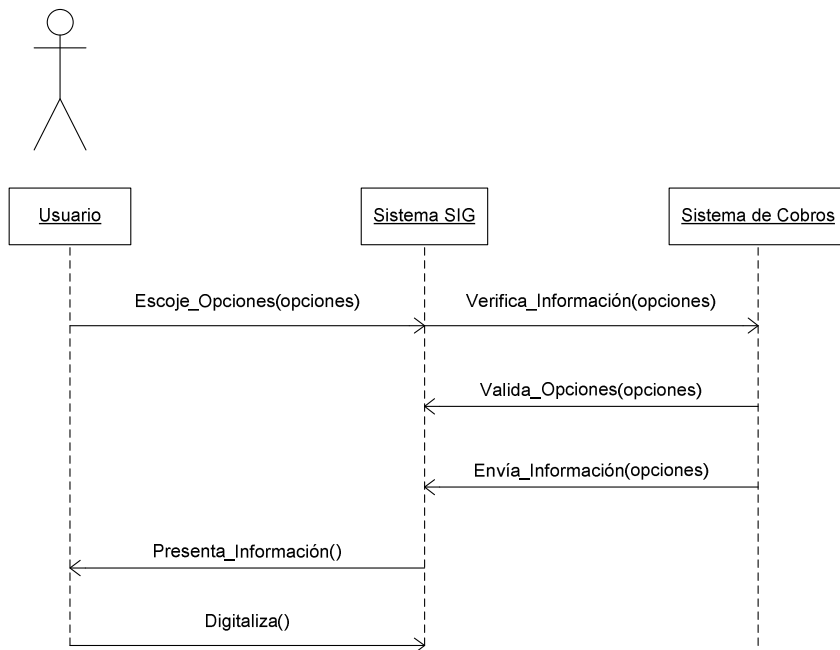 Usuario
Sistema SIG
Sistema de Cobros
Escoje_Opciones(opciones)
Verifica_Información(opciones)
Valida_Opciones(opciones)
Envía_Información(opciones)
Presenta_Información()
Digitaliza()